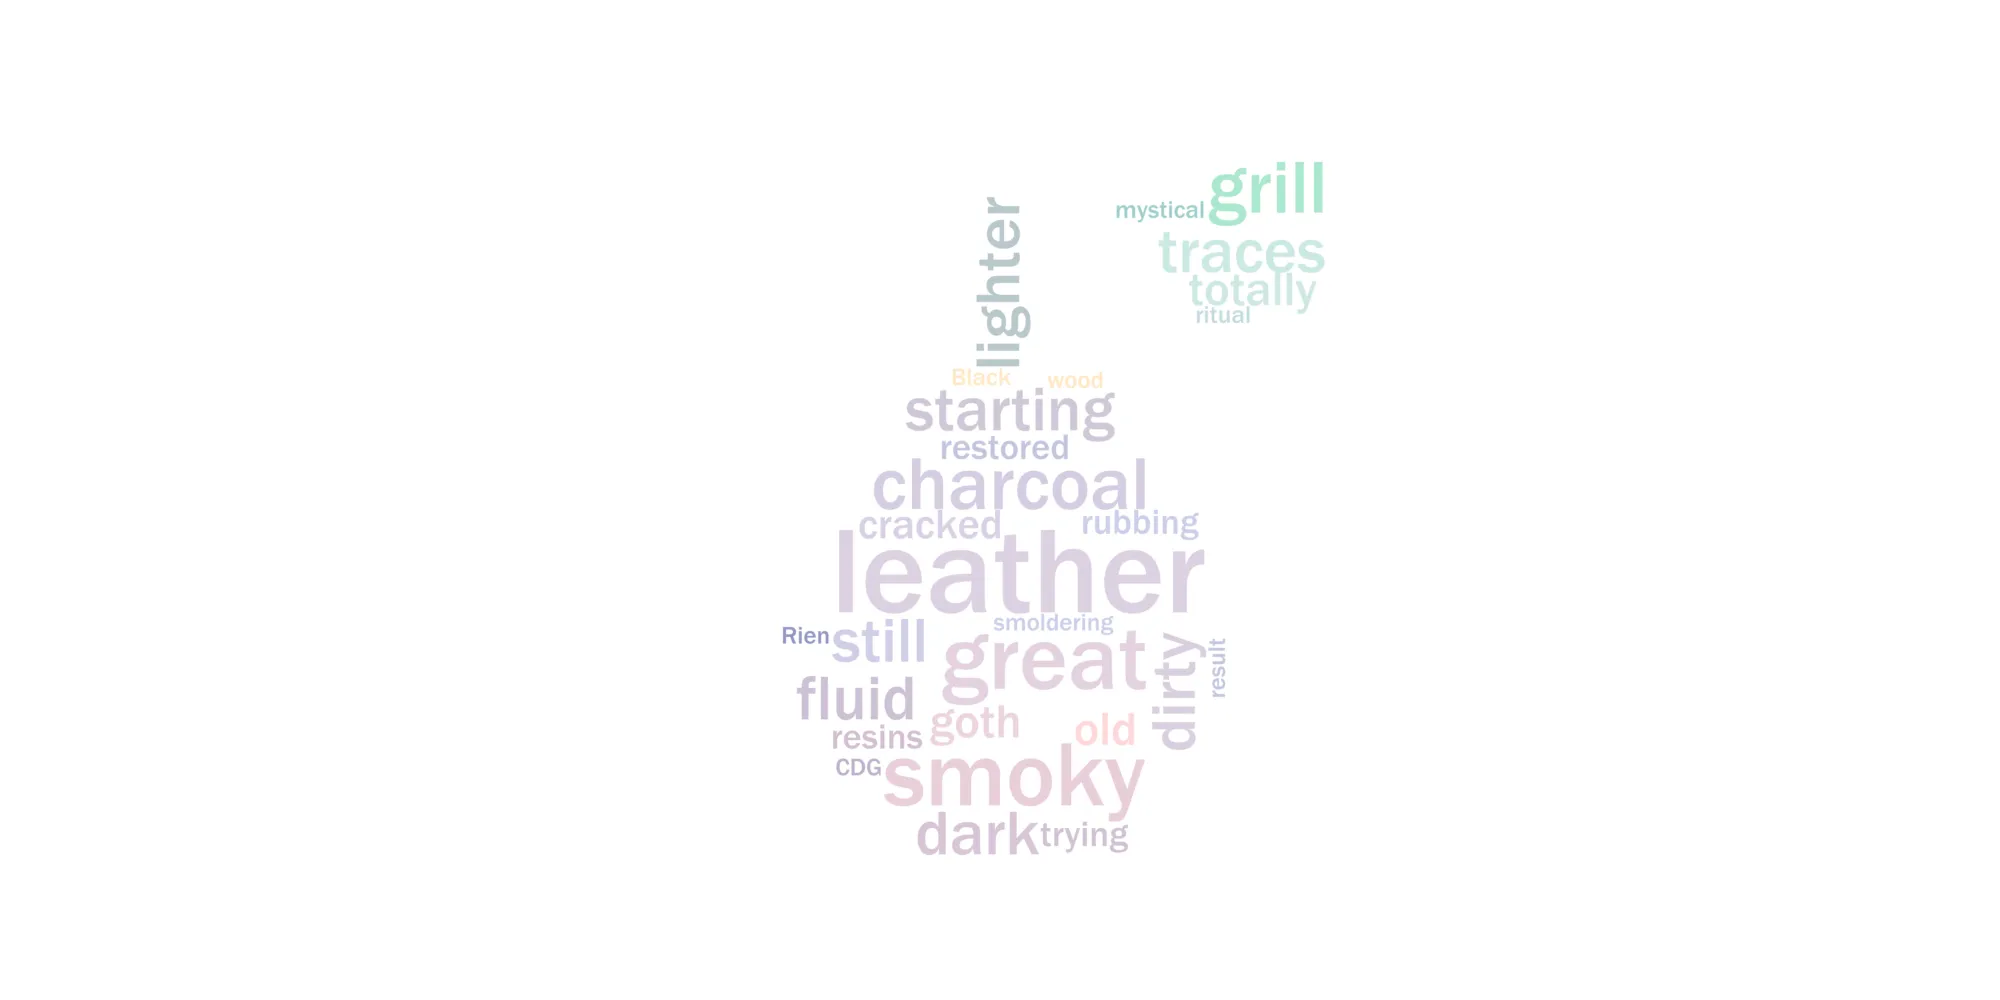 grill
mystical
traces
totally
ritual
lighter
Black wood
starting
restored
charcoal
cracked rubbing
leather
smoldering
Rien still
great
dirty
result
fluid
goth old
resins
CDG smoky
dark trying